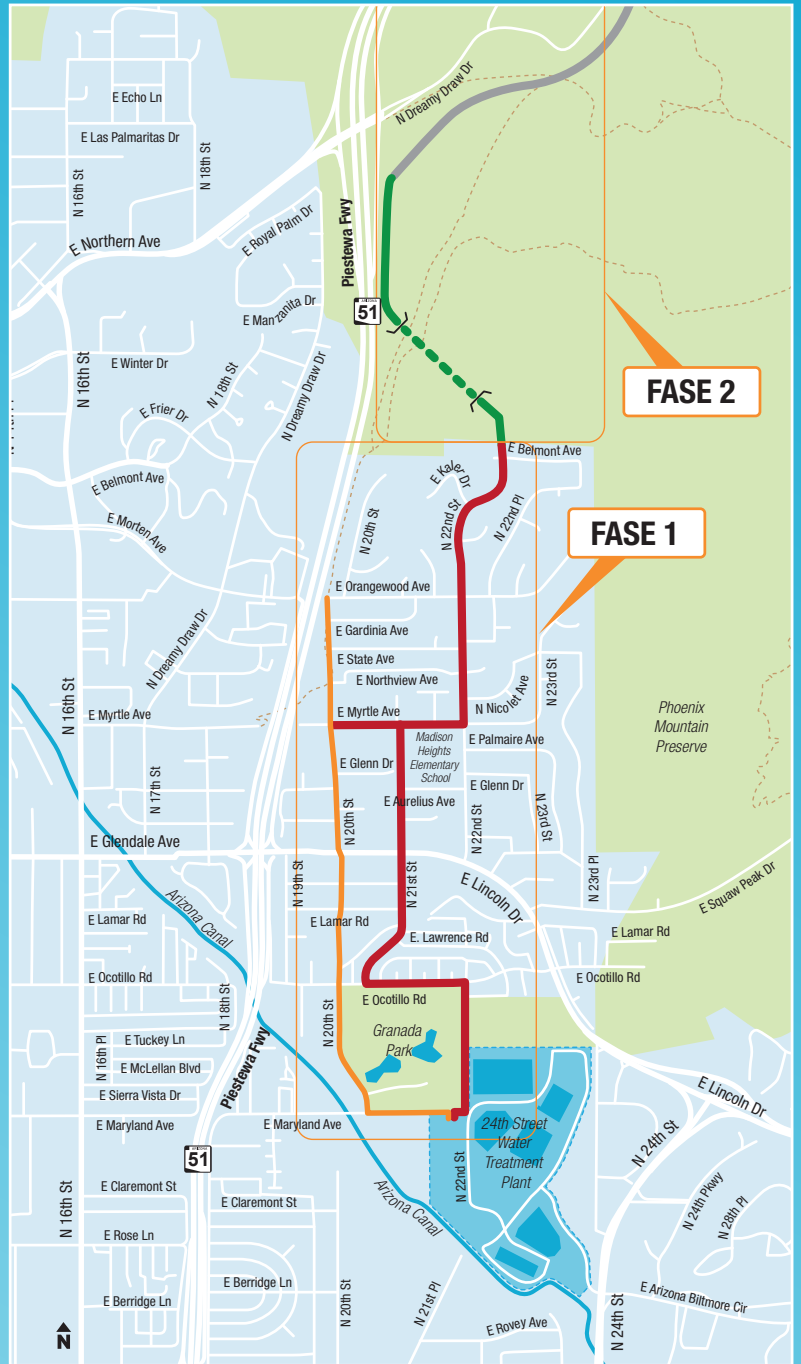 E Echo Ln
N Dreamy Draw Dr
E Las Palmaritas Dr
N 16th St
N 18th St
E Royal Palm Dr
E Northern Ave
Piestewa Fwy
ARIZONA
51
E Manzanita Dr
E Winter Dr
N 16th St
N 18th St
N Dreamy Draw Dr
FASE 2
E Frier Dr
E Belmont Ave
E Kaler Dr
E Belmont Ave
N 22nd St
N 22nd Pl
E Morten Ave
N 20th St
FASE 1
E Orangewood Ave
N Dreamy Draw Dr
E Gardinia Ave
E State Ave
E Northview Ave
N 23rd St
N 16th St
E Myrtle Ave
E Myrtle Ave
N Nicolet Ave
Phoenix
Mountain
Preserve
Madison
Heights
Elementary
School
E Palmaire Ave
N 17th St
E Glenn Dr
E Glenn Dr
N 20th St
E Aurelius Ave
N 22nd St
N 23rd St
E Glendale Ave
N 19th St
N 21st St
E Lincoln Dr
N 23rd Pl
E Squaw Peak Dr
Arizona Canal
E Lamar Rd
E Lamar Rd
E. Lawrence Rd
E Lamar Rd
E Ocotillo Rd
E Ocotillo Rd
E Ocotillo Rd
N 18th St
N 20th St
Granada
Park
N 16th Pl
E Tuckey Ln
E McLellan Blvd
Piestewa Fwy
E Sierra Vista Dr
E Maryland Ave
E Maryland Ave
E Lincoln Dr
24th Street
Water
Treatment
Plant
N 24th St
ARIZONA
51
N 22nd St
N 16th St
E Claremont St
E Claremont St
Arizona Canal
N 24th Pkwy
N 28th Pl
E Rose Ln
E Berridge Ln
E Berridge Ln
N 20th St
N 21st Pl
E Arizona Biltmore Cir
N 24th St
E Rovey Ave
N